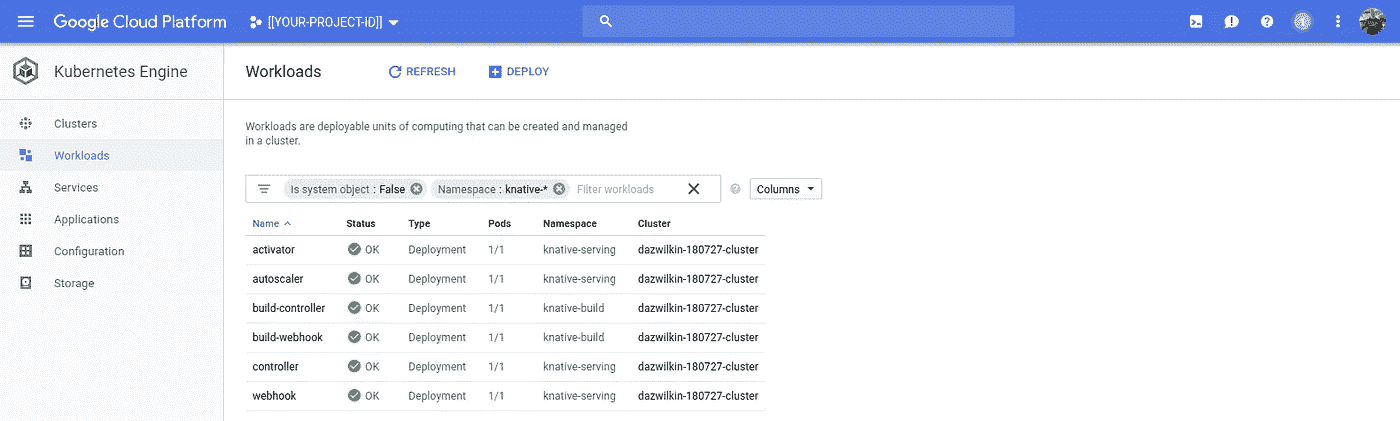 Google Cloud Platform [[YOUR-PROJECT-ID]]
Kubernetes Engine
Workloads REFRESH DEPLOY
Clusters
Workloads
Services
Applications
Configuration
Storage
Workloads are deployable units of computing that can be created and managed
in a cluster.
Is system object : False Namespace : knative-* Filter workloads Columns
Name Status Type Pods Namespace Cluster
activator OK Deployment 1/1 knative-serving dazwilkin-180727-cluster
autoscaler OK Deployment 1/1 knative-serving dazwilkin-180727-cluster
build-controller OK Deployment 1/1 knative-build dazwilkin-180727-cluster
build-webhook OK Deployment 1/1 knative-build dazwilkin-180727-cluster
controller OK Deployment 1/1 knative-serving dazwilkin-180727-cluster
webhook OK Deployment 1/1 knative-serving dazwilkin-180727-cluster